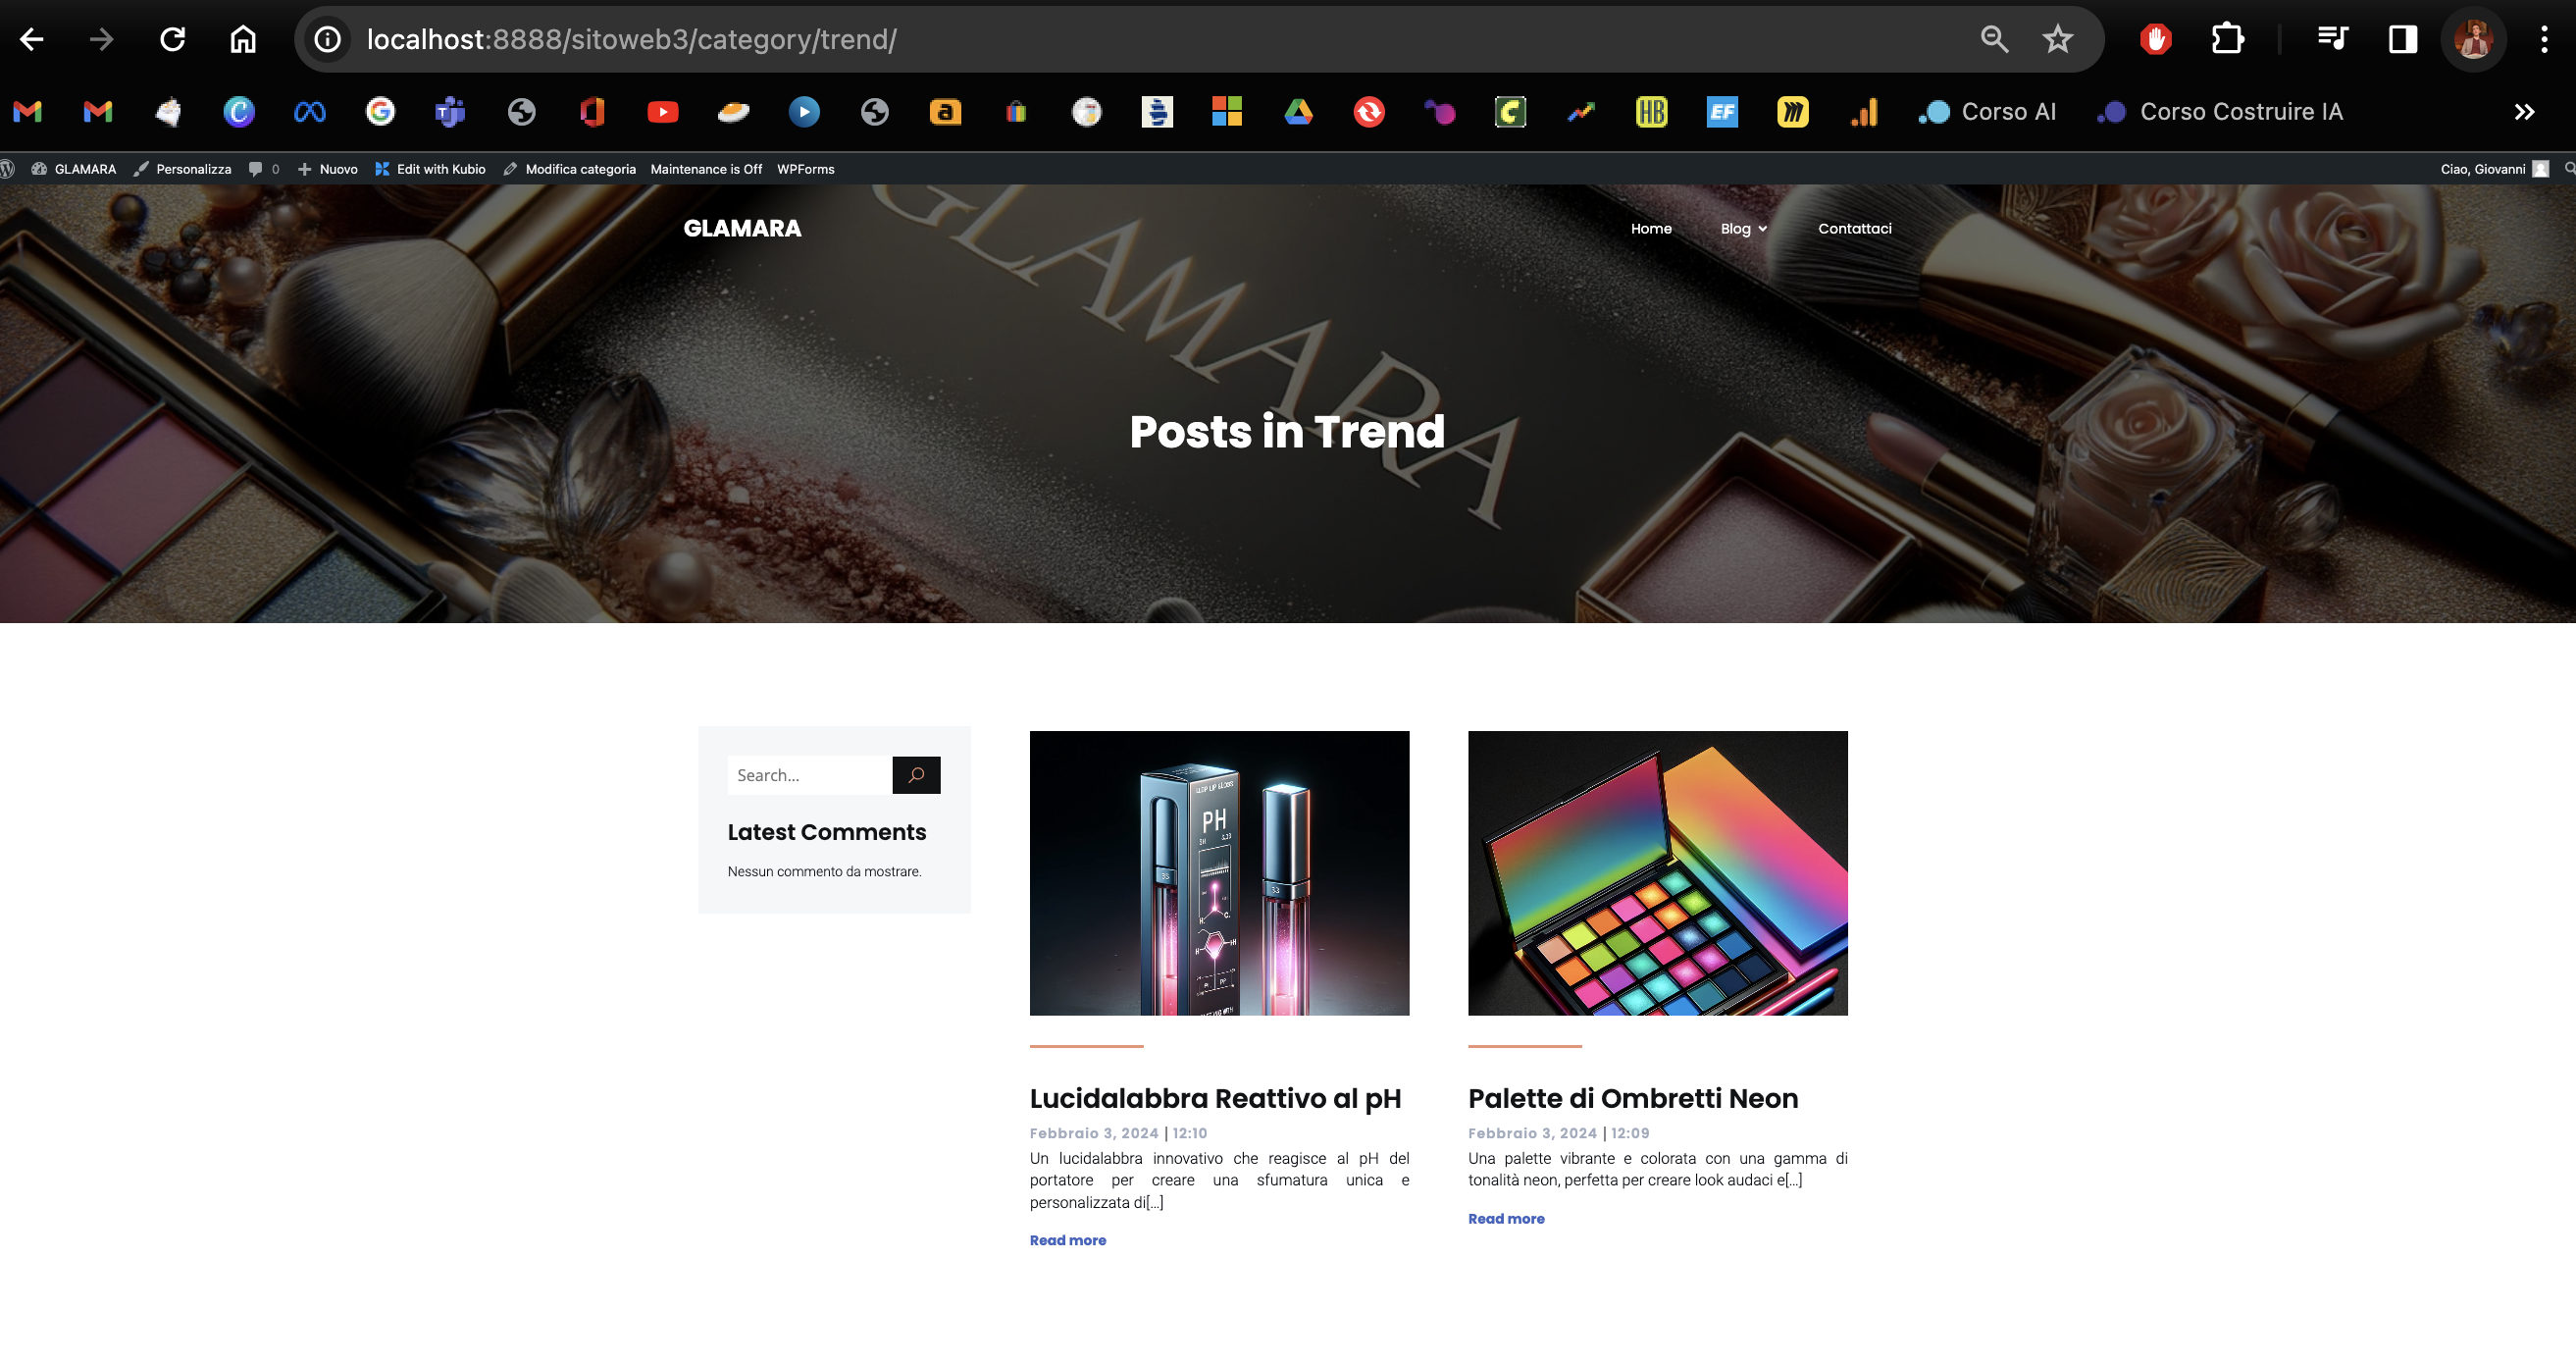 localhost:8888/sitoweb3/category/trend/
Corso AI
Corso Costruire IA
GLAMARA
Personalizza
0
Nuovo
Edit with Kubio
Modifica categoria
Maintenance is Off
WPForms
Ciao, Giovanni
GLAMARA
GLAMARA
Home
Blog
Contattaci
Posts in Trend
Search...
Latest Comments
Nessun commento da mostrare.
PH
Lucidalabbra Reattivo al pH
Febbraio 3, 2024 | 12:10
Un lucidalabbra innovativo che reagisce al pH del
portatore per creare una sfumatura unica e
personalizzata di[…]
Read more
Palette di Ombretti Neon
Febbraio 3, 2024 | 12:09
Una palette vibrante e colorata con una gamma di
tonalità neon, perfetta per creare look audaci e[…]
Read more